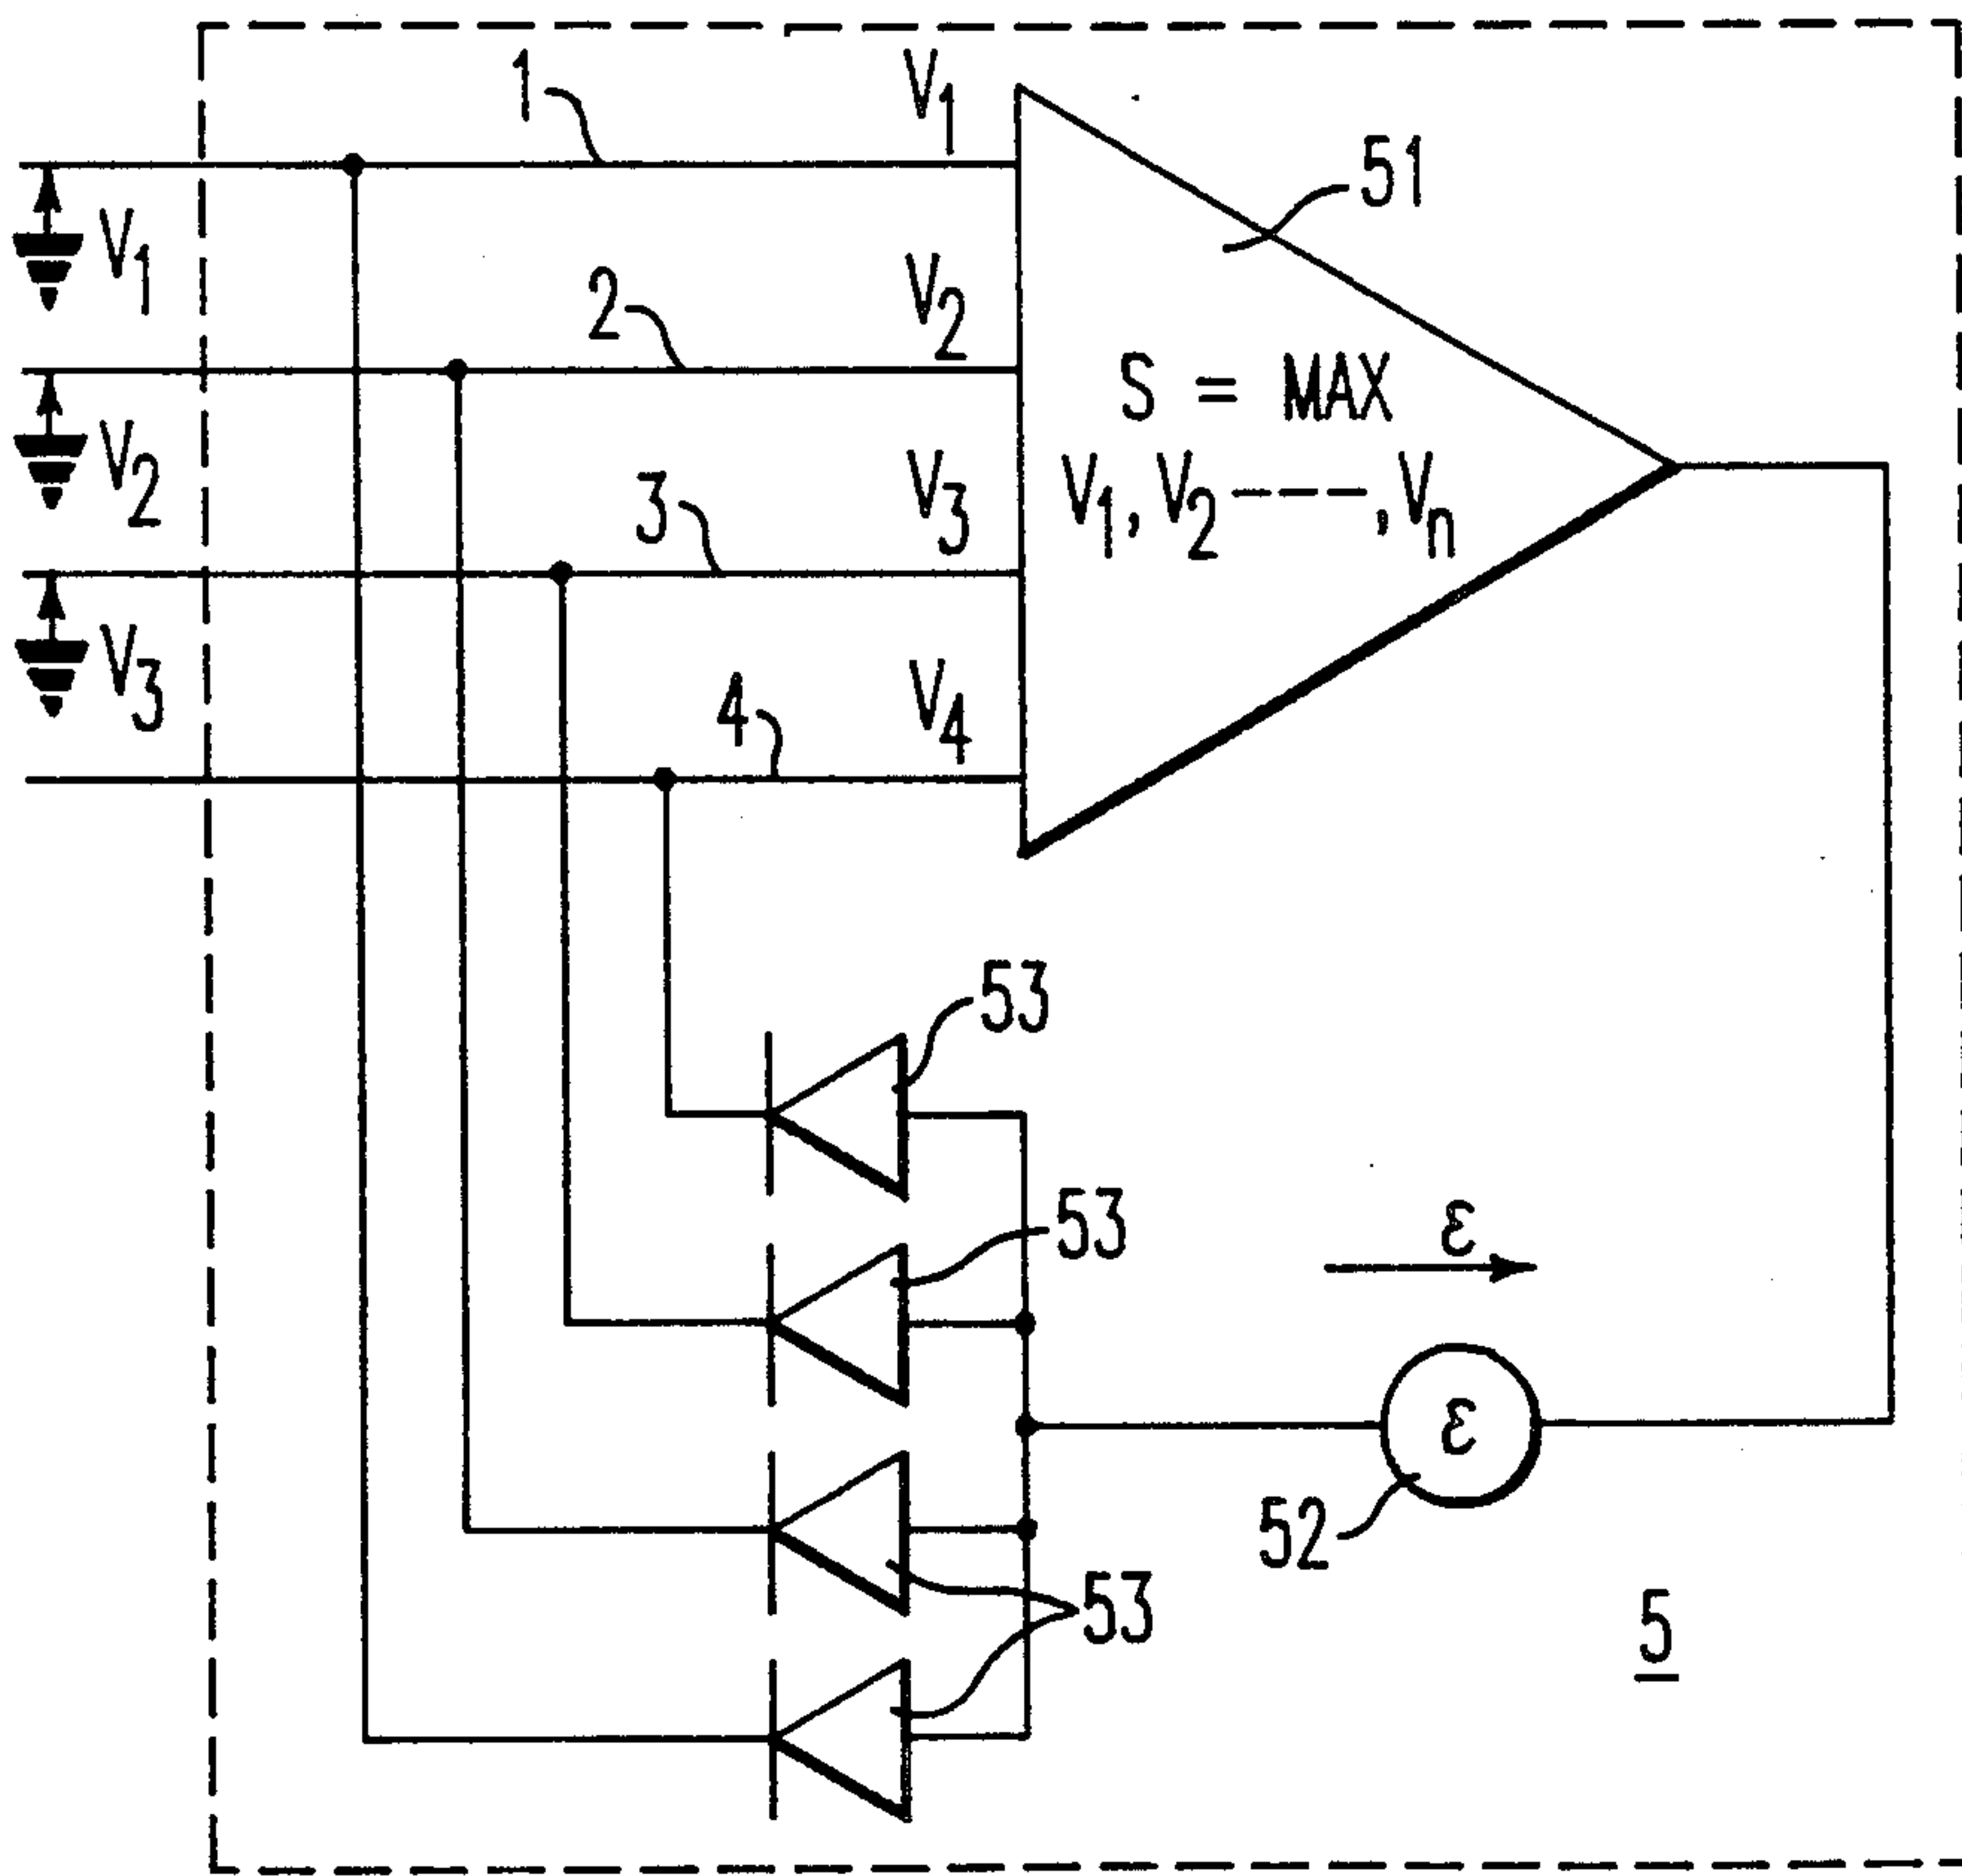 1
V1
51
V1
2
V2
S = MAX
V1, V2----, Vn
V2
3
V3
V3
4
V4
53
53
ε
ε
52
53
5